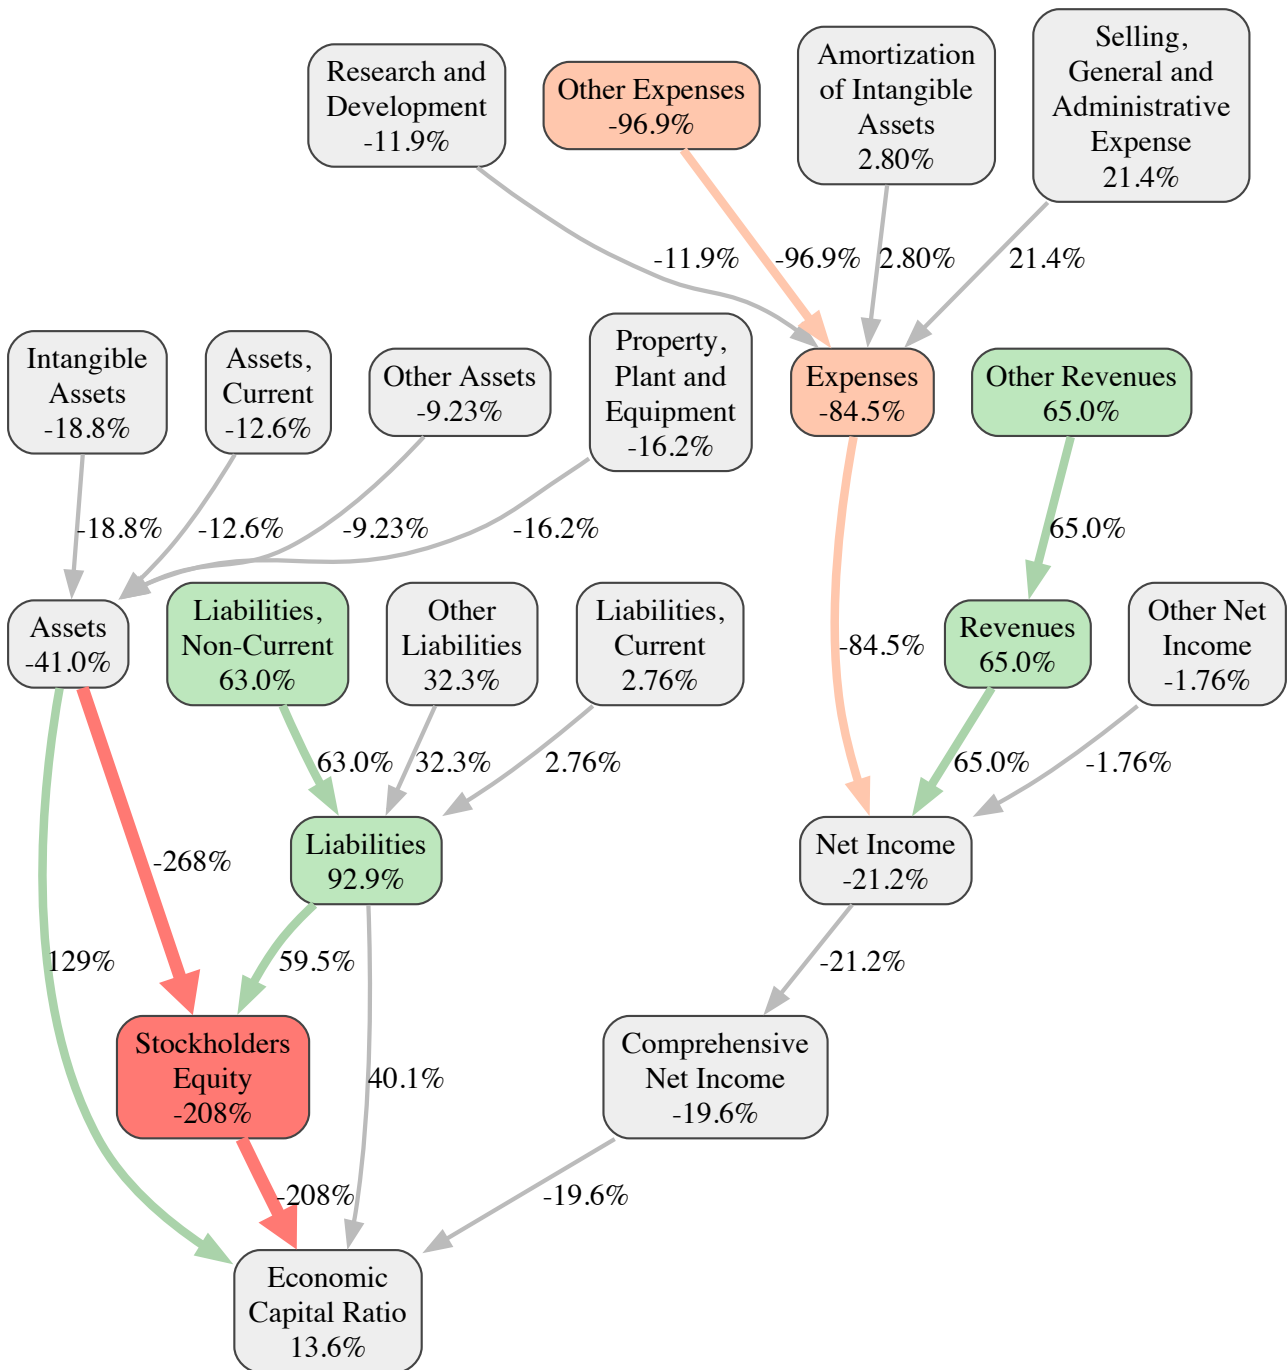 Research and
Development
-11.9%
Other Expenses
-96.9%
Amortization
of Intangible
Assets
2.80%
Selling,
General and
Administrative
Expense
21.4%
-11.9%
-96.9%
2.80%
21.4%
Intangible
Assets
-18.8%
Assets,
Current
-12.6%
Other Assets
-9.23%
Property,
Plant and
Equipment
-16.2%
Expenses
-84.5%
Other Revenues
65.0%
-18.8%
-12.6%
-9.23%
-16.2%
65.0%
Assets
-41.0%
Liabilities,
Non-Current
63.0%
Other
Liabilities
32.3%
Liabilities,
Current
2.76%
-84.5%
Revenues
65.0%
Other Net
Income
-1.76%
63.0%
32.3%
2.76%
65.0%
-1.76%
-268%
Liabilities
92.9%
Net Income
-21.2%
129%
59.5%
-21.2%
Stockholders
Equity
-208%
40.1%
Comprehensive
Net Income
-19.6%
-208%
-19.6%
Economic
Capital Ratio
13.6%